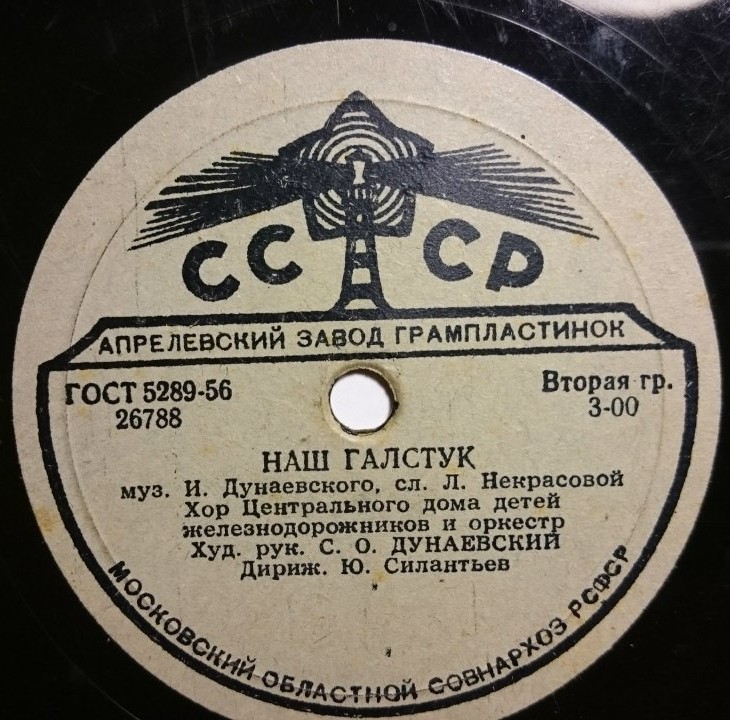 СССР
АПРЕЛЕВСКИЙ ЗАВОД ГРАМПЛАСТИНОК
ГОСТ 5289-56
26788
Вторая гр.
3-00
НАШ ГАЛСТУК
муз. И. Дунаевского, сл. Л. Некрасовой
Хор Центрального дома детей
железнодорожников и оркестр
Худ. рук. С. О. ДУНАЕВСКИЙ
Дириж. Ю. Силантьев
МОСКОВСКИЙ ОБЛАСТНОЙ СОВНАРХОЗ РСФСР